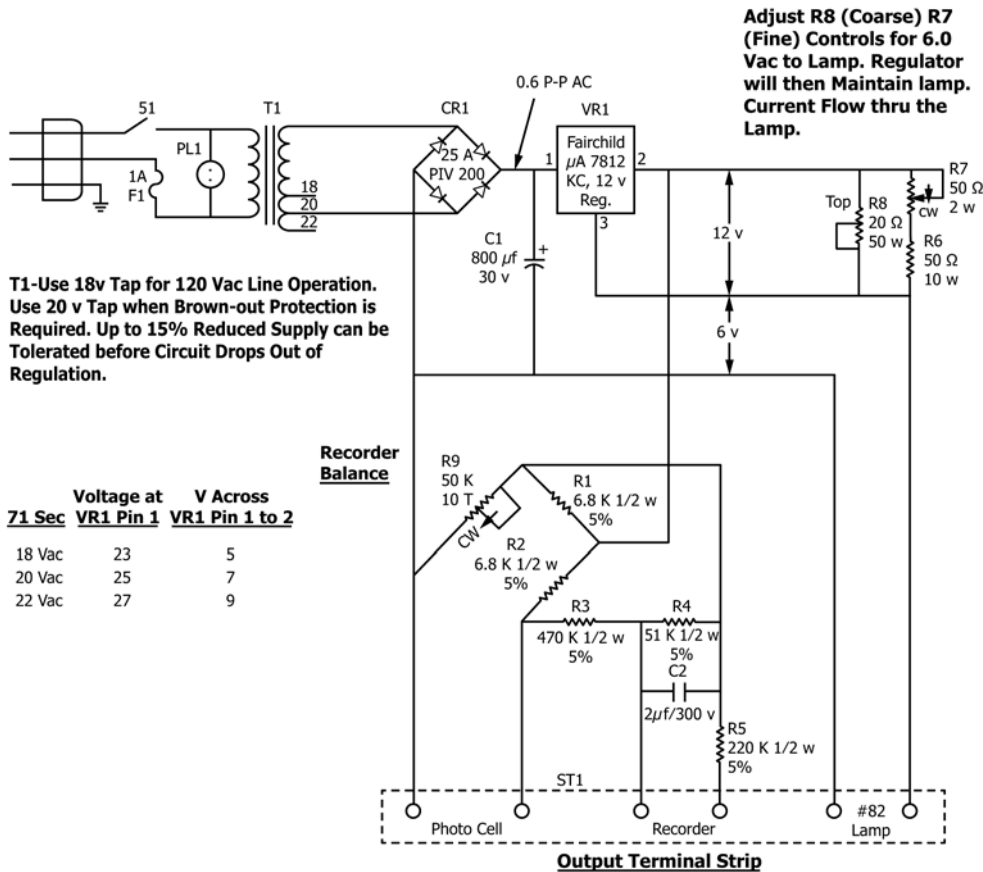 Adjust R8 (Coarse) R7
(Fine) Controls for 6.0
Vac to Lamp. Regulator
will then Maintain lamp.
Current Flow thru the
Lamp.
0.6 P-P AC
51
T1
CR1
VR1
PL1
1A
F1
18
20
22
25 A
PIV 200
1
Fairchild
µA 7812
KC, 12 v
Reg.
2
3
C1
800 µf
30 v
+
12 v
6 v
Top
R8
20 Ω
50 w
R7
50 Ω
2 w
cw
R6
50 Ω
10 w
T1-Use 18v Tap for 120 Vac Line Operation.
Use 20 v Tap when Brown-out Protection is
Required. Up to 15% Reduced Supply can be
Tolerated before Circuit Drops Out of
Regulation.
Recorder
Balance
71 Sec Voltage at VR1 Pin 1 V Across VR1 Pin 1 to 2
18 Vac 23 5
20 Vac 25 7
22 Vac 27 9
R9
50 K
10 T
CW
R1
6.8 K 1/2 w
5%
R2
6.8 K 1/2 w
5%
R3
470 K 1/2 w
5%
R4
51 K 1/2 w
5%
C2
2µf/300 v
R5
220 K 1/2 w
5%
ST1
Photo Cell
Recorder
#82
Lamp
Output Terminal Strip